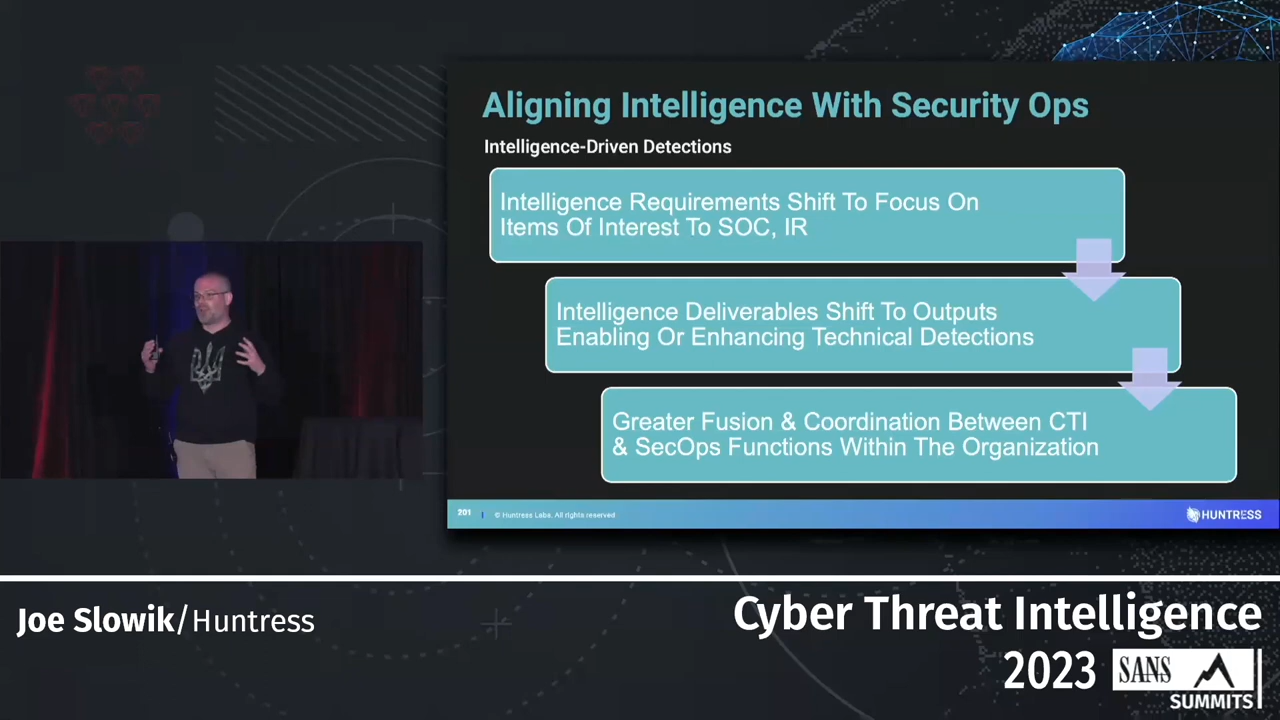 Aligning Intelligence With Security Ops
Intelligence-Driven Detections
Intelligence Requirements Shift To Focus On
Items Of Interest To SOC, IR
Intelligence Deliverables Shift To Outputs
Enabling Or Enhancing Technical Detections
Greater Fusion & Coordination Between CTI
& SecOps Functions Within The Organization
201 | © Huntress Labs. All rights reserved
HUNTRESS
Joe Slowik/Huntress
Cyber Threat Intelligence
2023 SANS
SUMMITS